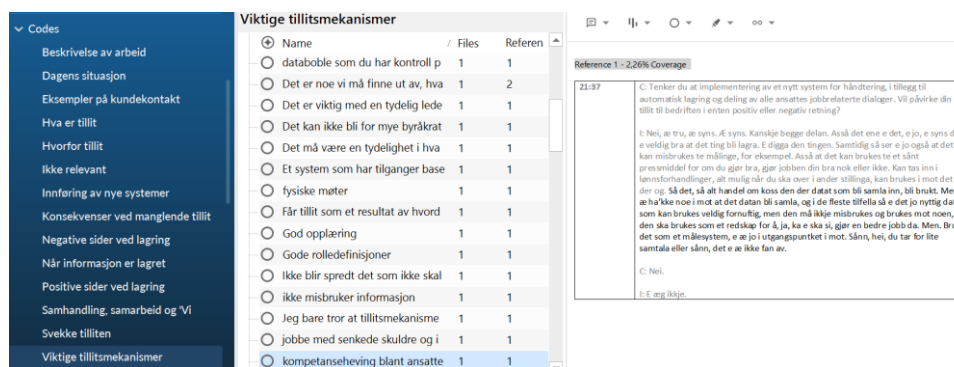 Codes
Beskrivelse av arbeid
Dagens situasjon
Eksempler på kundekontakt
Hva er tillit
Hvorfor tillit
Ikke relevant
Innføring av nye systemer
Konsekvenser ved manglende tillit
Negative sider ved lagring
Når informasjon er lagret
Positive sider ved lagring
Samhandling, samarbeid og 'Vi
Svekke tilliten
Viktige tillitsmekanismer
Viktige tillitsmekanismer
Name / Files Referen
databoble som du har kontroll p 1 1
Det er noe vi må finne ut av, hva 1 2
Det er viktig med en tydelig lede 1 1
Det kan ikke bli for mye byråkrat 1 1
Det må være en tydelighet i hva 1 1
Et system som har tilganger base 1 1
fysiske møter 1 1
Får tillit som et resultat av hvord 1 1
God opplæring 1 1
Gode rolledefinisjoner 1 1
Ikke blir spredt det som ikke skal 1 1
ikke misbruker informasjon 1 1
Jeg bare tror at tillitsmekanisme 1 1
jobbe med senkede skuldre og i 1 1
kompetanseheving blant ansatte 1 1
Reference 1 - 2,26% Coverage
21:37
C: Tenker du at implementering av et nytt system for håndtering, i tillegg til
automatisk lagring og deling av alle ansattes jobbrelaterte dialoger. Vil påvirke din
tillit til bedriften i enten positiv eller negativ retning?
I: Nei, æ tru, æ syns. Æ syns. Kanskje begge delan. Asså det ene e det, e jo, e syns d
e veldig bra at det ting bli lagra. E digga den tingen. Samtidig så ser e jo også at det
kan misbrukes te målinge, for eksempel. Asså at det kan brukes te et sånt
pressmiddel for om du gjør bra, gjør jobben din bra nok eller ikke. Kan tas inn i
lønnsforhandlinger, alt mulig når du ska over i ander stillinga, kan brukes i mot det
der og. Så det, så alt handel om koss den der datat som bli samla inn, bli brukt. Me
æ ha'kke noe i mot at det datan bli samla, og i de fleste tilfella så e det jo nyttig dat
som kan brukes veldig fornuftig, men den må ikkje misbrukes og brukes mot noen,
den ska brukes som et redskap for å, ja, ka e ska si, gjør en bedre jobb da. Men. Bru
det som et målesystem, e æ jo i utgangspunktet i mot. Sånn, hei, du tar for lite
samtala eller sånn, det e æ ikke fan av.
C: Nei.
I: E æg ikkje.